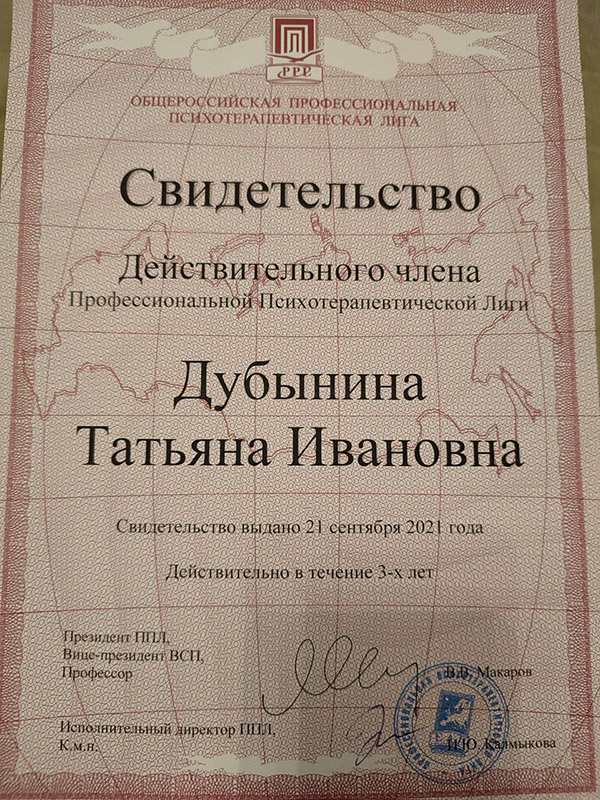 РРР
ОБЩЕРОССИЙСКАЯ ПРОФЕССИОНАЛЬНАЯ
ПСИХОТЕРАПЕВТИЧЕСКАЯ ЛИГА
Свидетельство
Действительного члена
Профессиональной Психотерапевтической Лиги
Дубынина
Татьяна Ивановна
Свидетельство выдано 21 сентября 2021 года
Действительно в течение 3-х лет
Президент ППЛ,
Вице-президент ВСП,
Профессор
В.В. Макаров
Исполнительный директор ППЛ,
К.м.н.
И.Ю. Калмыкова